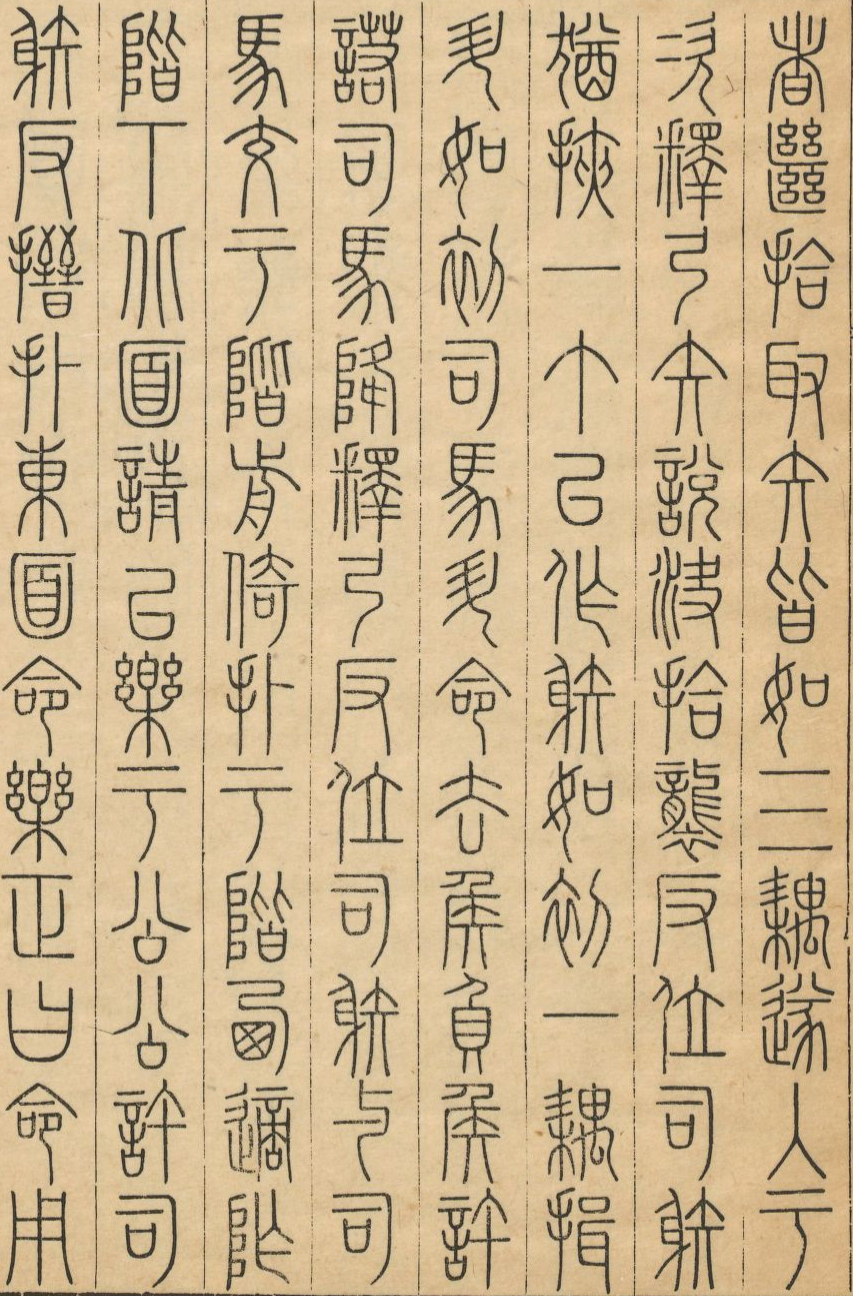 者繼拾取矢皆如三耦遂入于
次釋弓矢說決拾襲反位司射
猶挾一个以作射如初一耦揖
升如初司馬升命去侯負侯許
諾司馬降釋弓反位司射與司
馬交于階前倚扑于階西適阼
階下北面請以樂于公公許司
射反搢扑東面命樂正曰命用